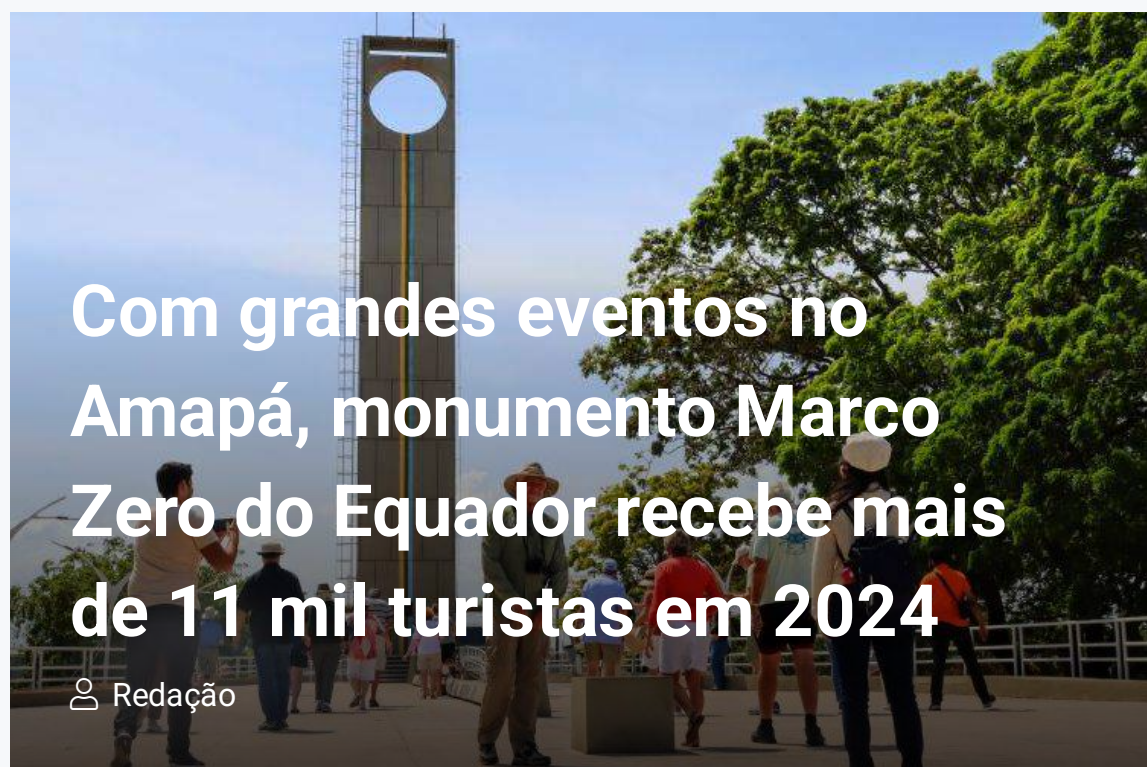 Com grandes eventos no
Amapá, monumento Marco
Zero do Equador recebe mais
de 11 mil turistas em 2024
Redação